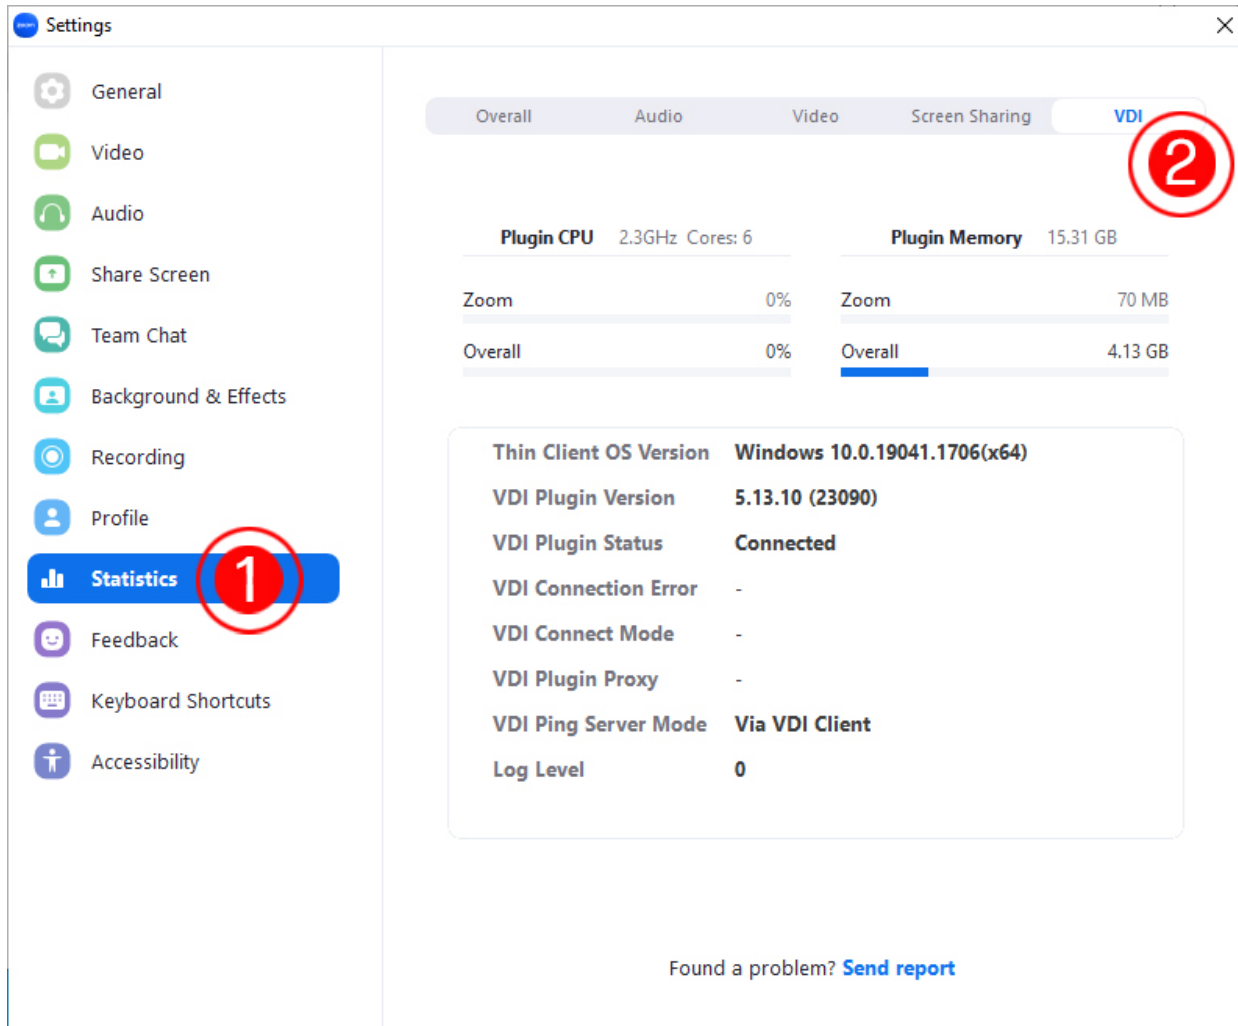 zoom Settings
General
Video
Audio
Share Screen
Team Chat
Background & Effects
Recording
Profile
Statistics 1
Feedback
Keyboard Shortcuts
Accessibility
Overall Audio Video Screen Sharing VDI
2
Plugin CPU 2.3GHz Cores: 6 Plugin Memory 15.31 GB
Zoom 0% Zoom 70 MB
Overall 0% Overall 4.13 GB
Thin Client OS Version Windows 10.0.19041.1706(x64)
VDI Plugin Version 5.13.10 (23090)
VDI Plugin Status Connected
VDI Connection Error -
VDI Connect Mode -
VDI Plugin Proxy -
VDI Ping Server Mode Via VDI Client
Log Level 0
Found a problem? Send report